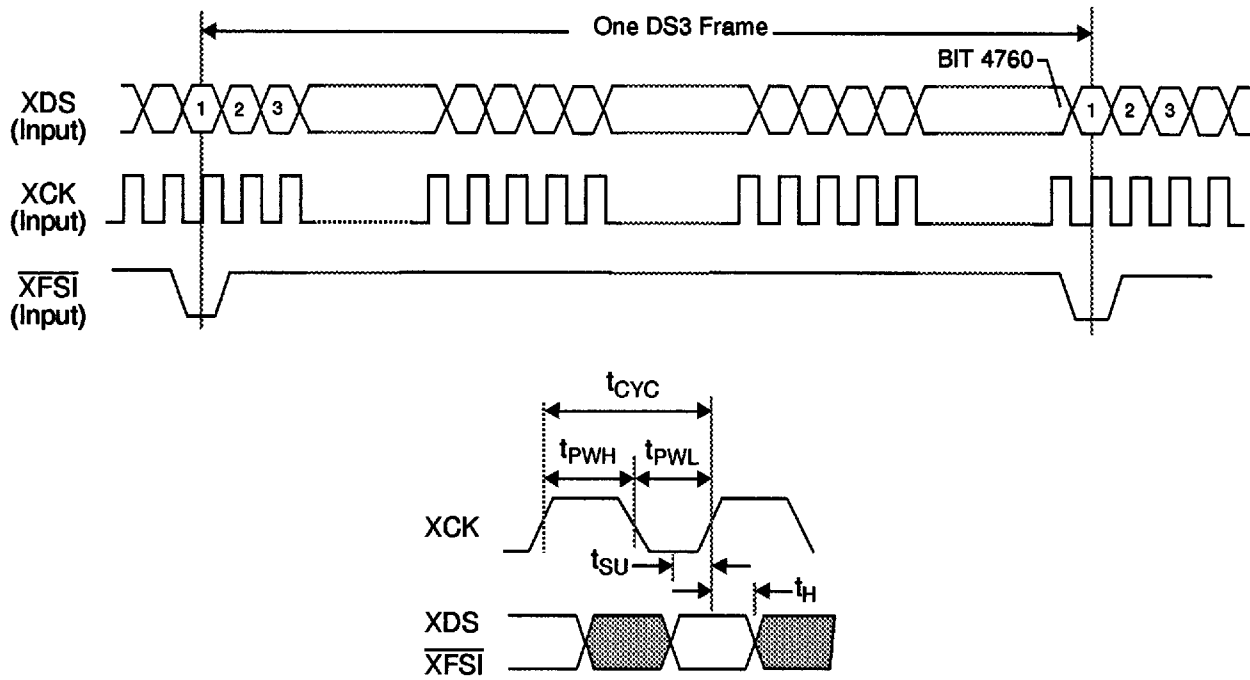 One DS3 Frame
BIT 4760
XDS
(Input)
1 2 3 1 2 3
XCK
(Input)
XFSI
(Input)
tCYC
tPWH tPWL
XCK
tSU
tH
XDS
XFSI